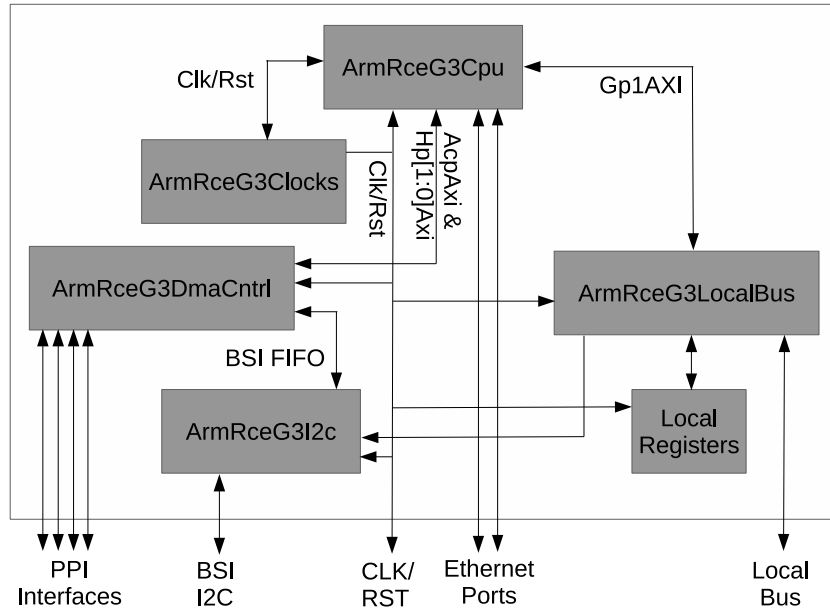 ArmRceG3Cpu
Clk/Rst
Gp1AXI
ArmRceG3Clocks
Clk/Rst
AcpAxi &
Hp[1:0]Axi
ArmRceG3DmaCntrl
ArmRceG3LocalBus
BSI FIFO
ArmRceG3I2c
Local
Registers
PPI
Interfaces
BSI
I2C
CLK/
RST
Ethernet
Ports
Local
Bus